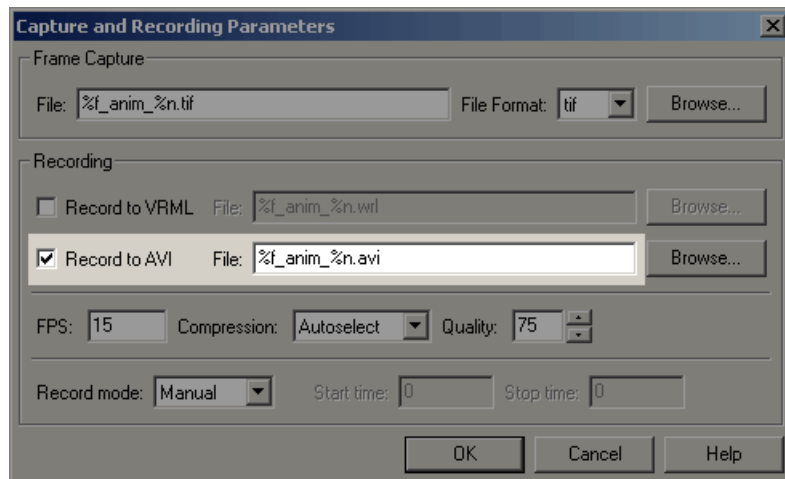 Capture and Recording Parameters
Frame Capture
File: %f_anim_%n.tif File Format: tif Browse...
Recording
Record to VRML File: %f_anim_%n.wrl Browse...
Record to AVI File: %f_anim_%n.avi Browse...
FPS: 15 Compression: Autoselect Quality: 75
Record mode: Manual Start time: 0 Stop time: 0
OK Cancel Help